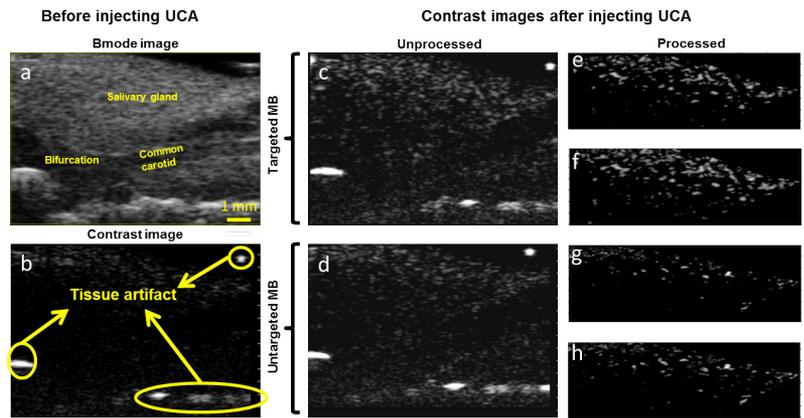 Before injecting UCA
Contrast images after injecting UCA
Bmode image
Unprocessed
Processed
a
Salivary gland
Bifurcation
Common
carotid
1 mm
Targeted MB
c
e
f
Contrast image
b
Tissue artifact
Untargeted MB
d
g
h